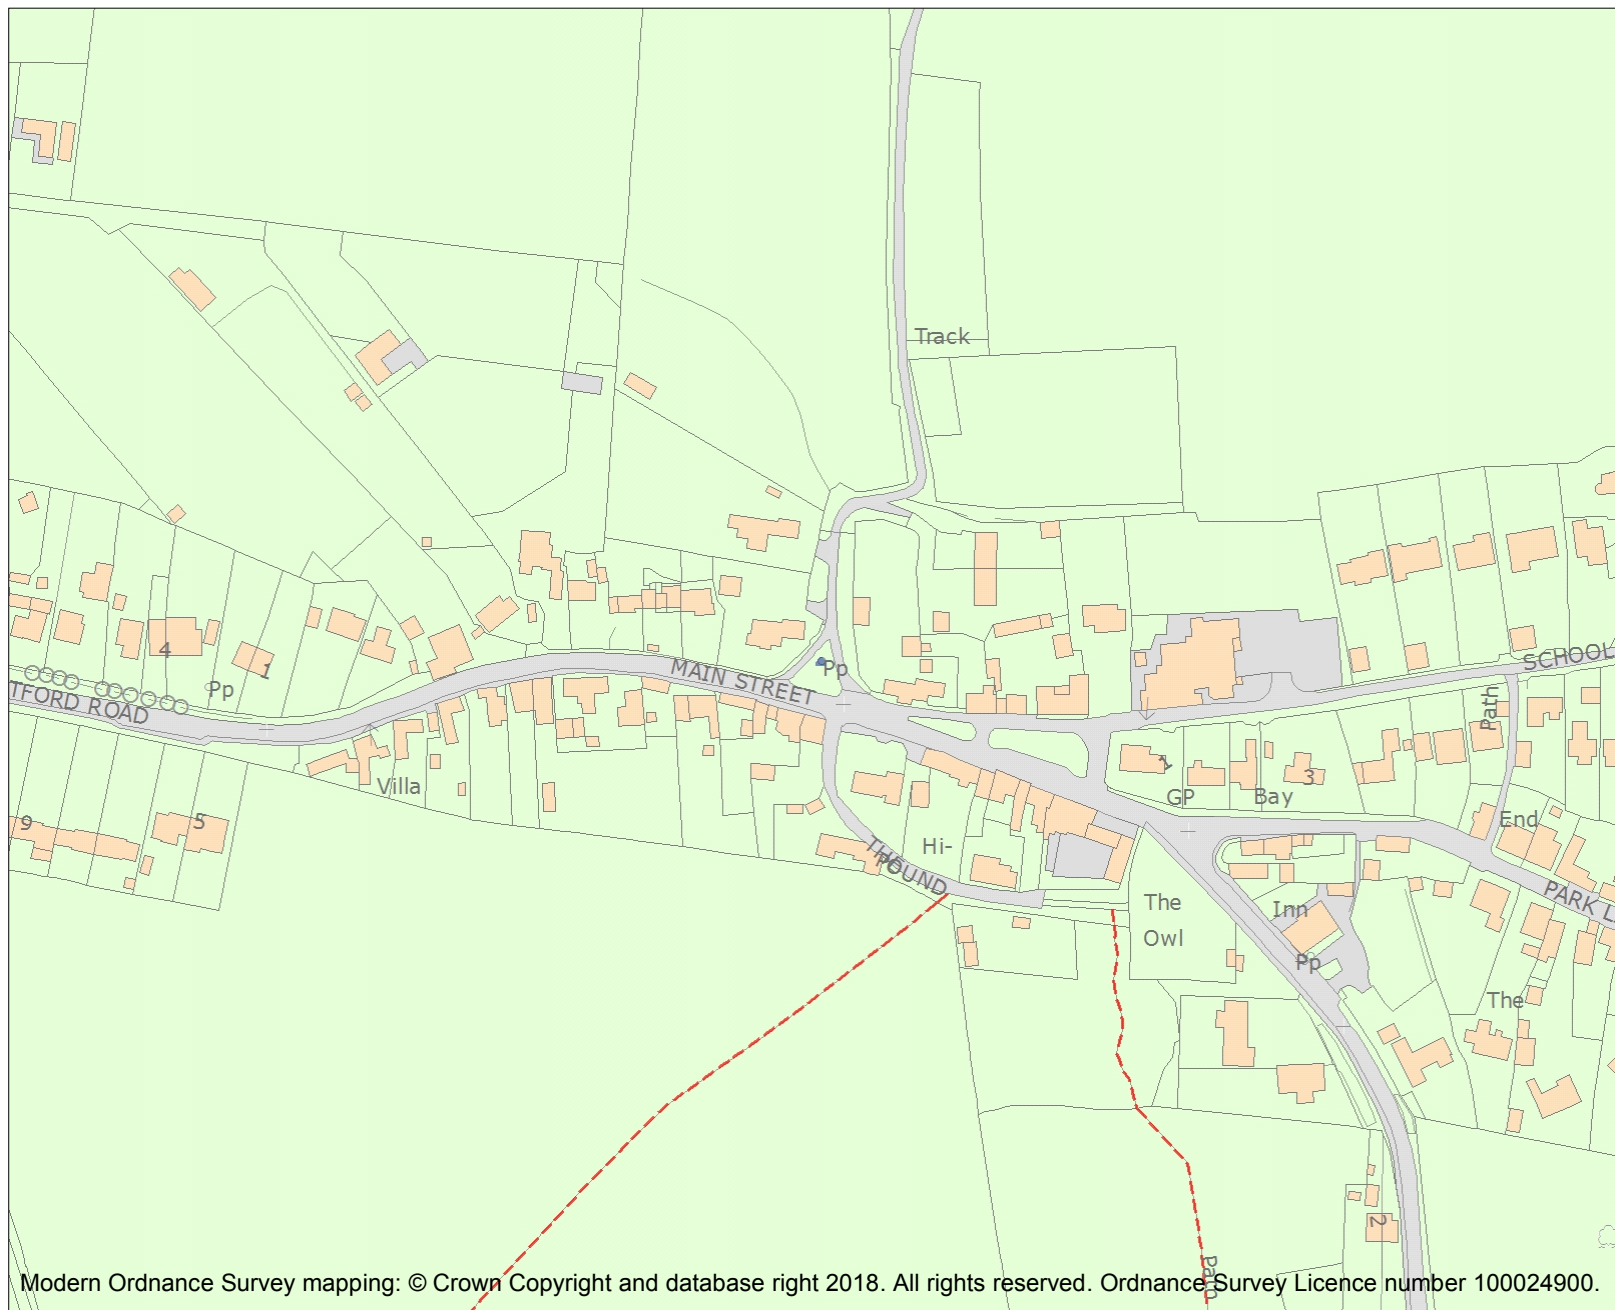 Track
MAIN STREET
Pp
4
1
Pp
TFORD ROAD
SCHOOL
Path
Villa
1
3
GP
Bay
9
5
End
THE
POUND
Hi-
PARK L
The
Owl
Inn
Pp
The
2
Path
Modern Ordnance Survey mapping: © Crown Copyright and database right 2018. All rights reserved. Ordnance Survey Licence number 100024900.